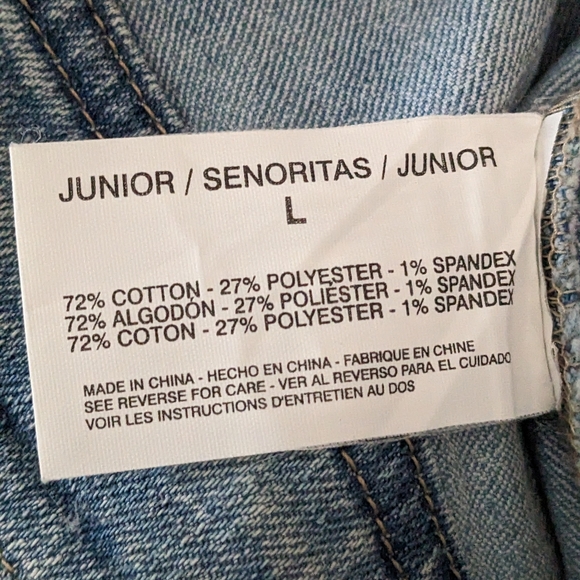 JUNIOR / SENORITAS / JUNIOR
L
72% COTTON - 27% POLYESTER - 1% SPANDEX
72% ALGODÓN - 27% POLIÉSTER - 1% SPANDEX
72% COTON - 27% POLYESTER - 1% SPANDEX
MADE IN CHINA - HECHO EN CHINA - FABRIQUE EN CHINE
SEE REVERSE FOR CARE - VER AL REVERSO PARA EL CUIDADO
VOIR LES INSTRUCTIONS D'ENTRETIEN AU DOS